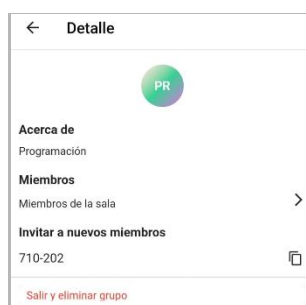 Detalle
PR
Acerca de
Programación
Miembros
Miembros de la sala
Invitar a nuevos miembros
710-202
Salir y eliminar grupo